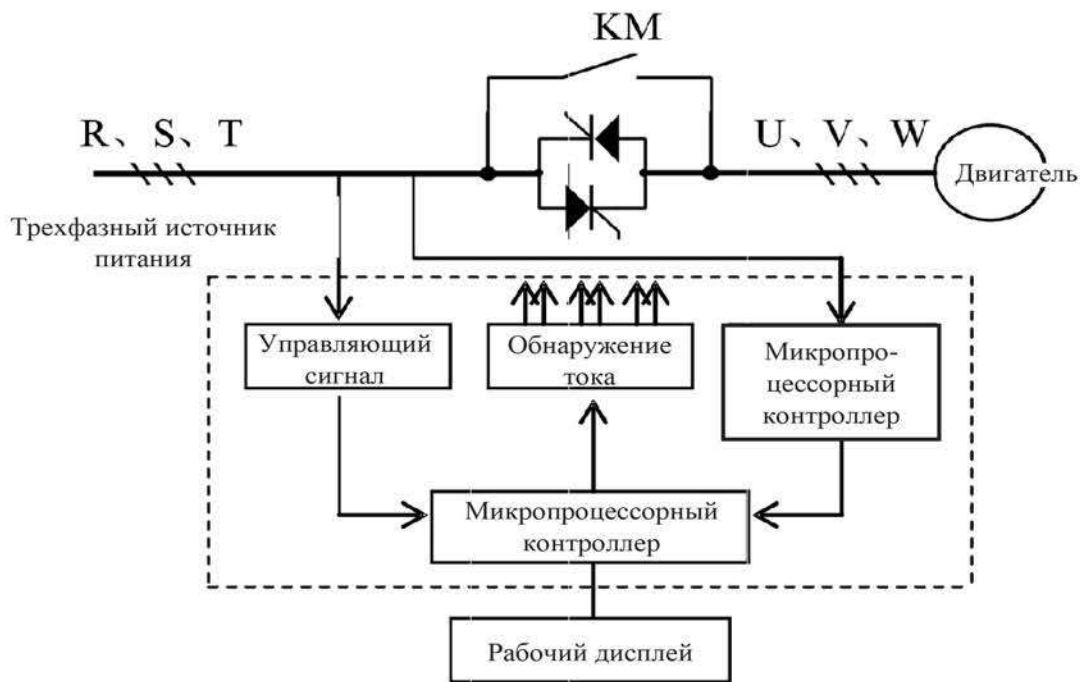 KM
R、S、T
U、V、W
Двигатель
Трехфазный источник
питания
Управляющий
сигнал
Обнаружение
тока
Микропро-
цессорный
контроллер
Микропроцессорный
контроллер
Рабочий дисплей